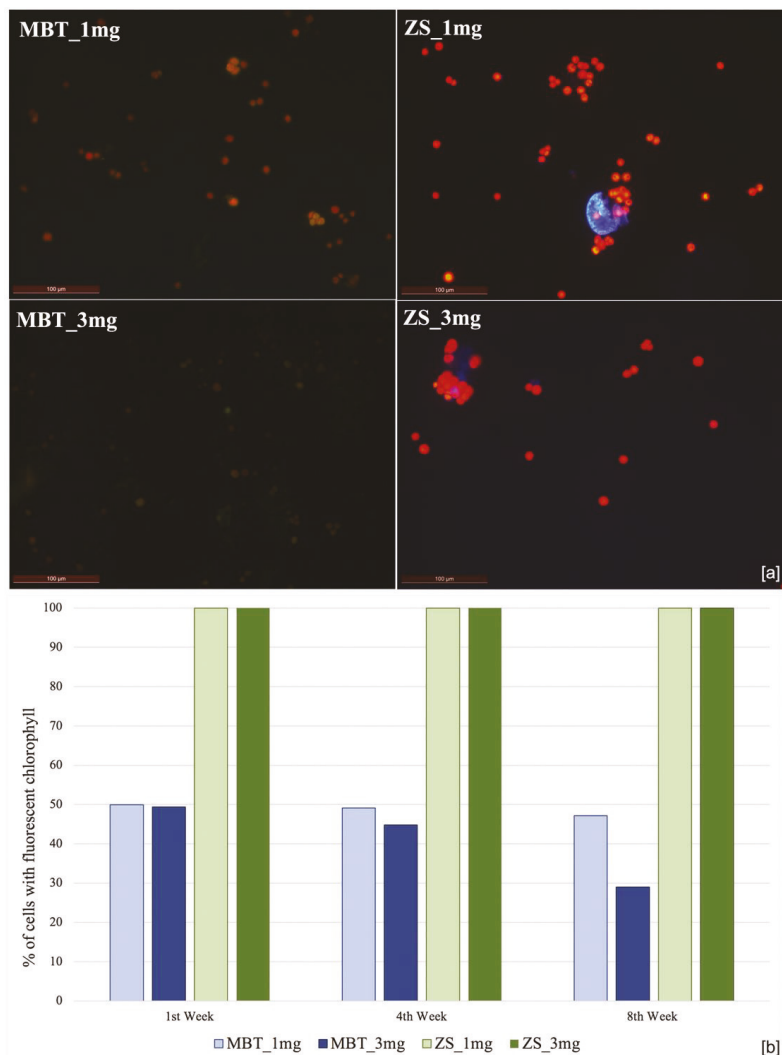 MBT_1mg
ZS_1mg
100 µm
100 µm
MBT_3mg
ZS_3mg
100 µm
100 µm
[a]
100
90
80
70
60
50
40
30
20
10
0
% of cells with fluorescent chlorophyll
1st Week 4th Week 8th Week
MBT_1mg MBT_3mg ZS_1mg ZS_3mg
[b]